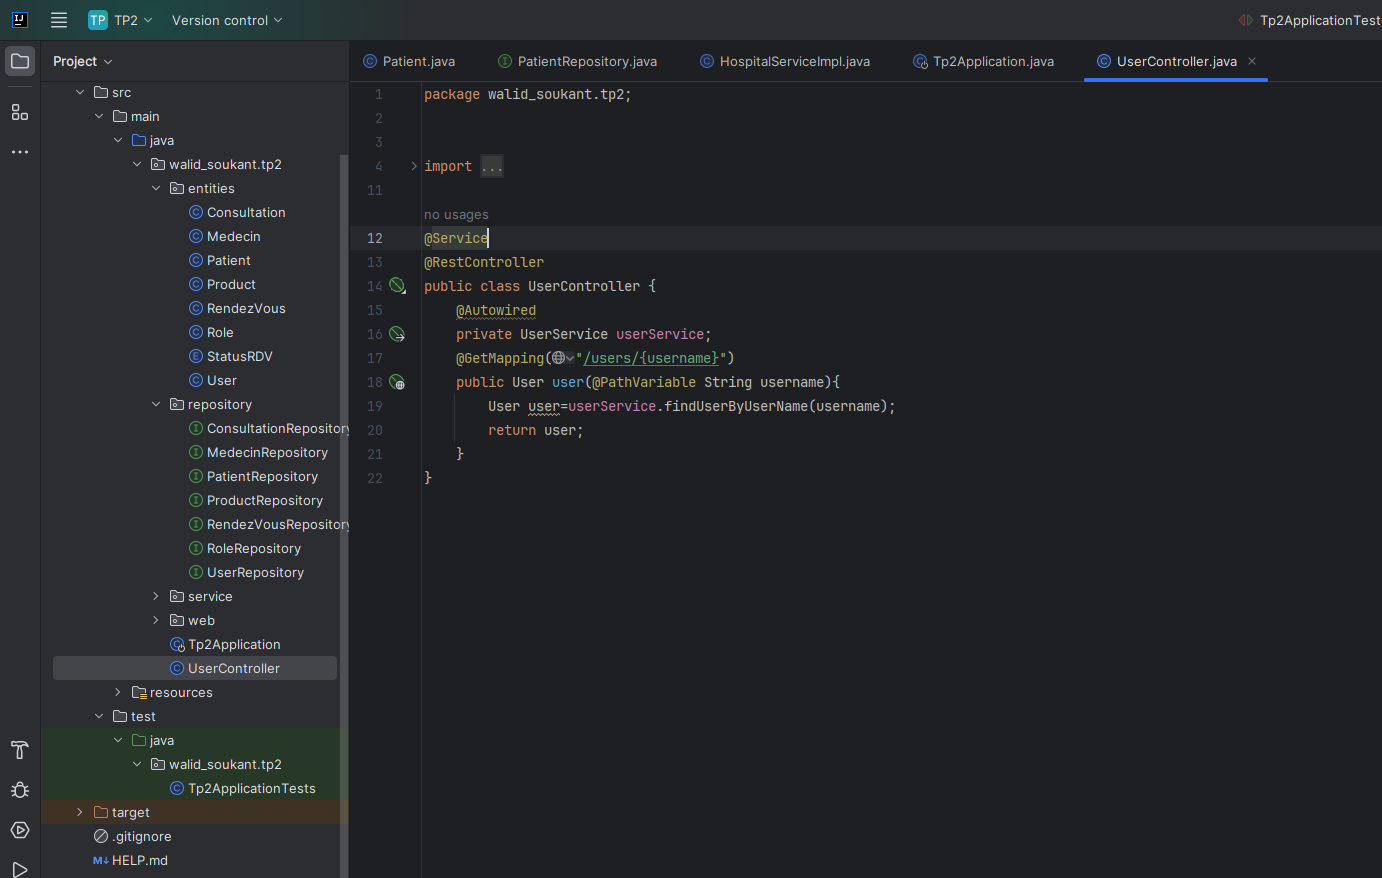 TP TP2 Version control Tp2ApplicationTest
Project
src
main
java
walid_soukant.tp2
entities
Consultation
Medecin
Patient
Product
RendezVous
Role
StatusRDV
User
repository
ConsultationRepository
MedecinRepository
PatientRepository
ProductRepository
RendezVousRepository
RoleRepository
UserRepository
service
web
Tp2Application
UserController
resources
test
java
walid_soukant.tp2
Tp2ApplicationTests
target
.gitignore
M↓ HELP.md
Patient.java PatientRepository.java HospitalServiceImpl.java Tp2Application.java UserController.java
1 package walid_soukant.tp2;
2
3
4 import ...
11
no usages
12 @Service
13 @RestController
14 public class UserController {
15 @Autowired
16 private UserService userService;
17 @GetMapping("/users/{username}")
18 public User user(@PathVariable String username){
19 User user=userService.findUserByUserName(username);
20 return user;
21 }
22 }